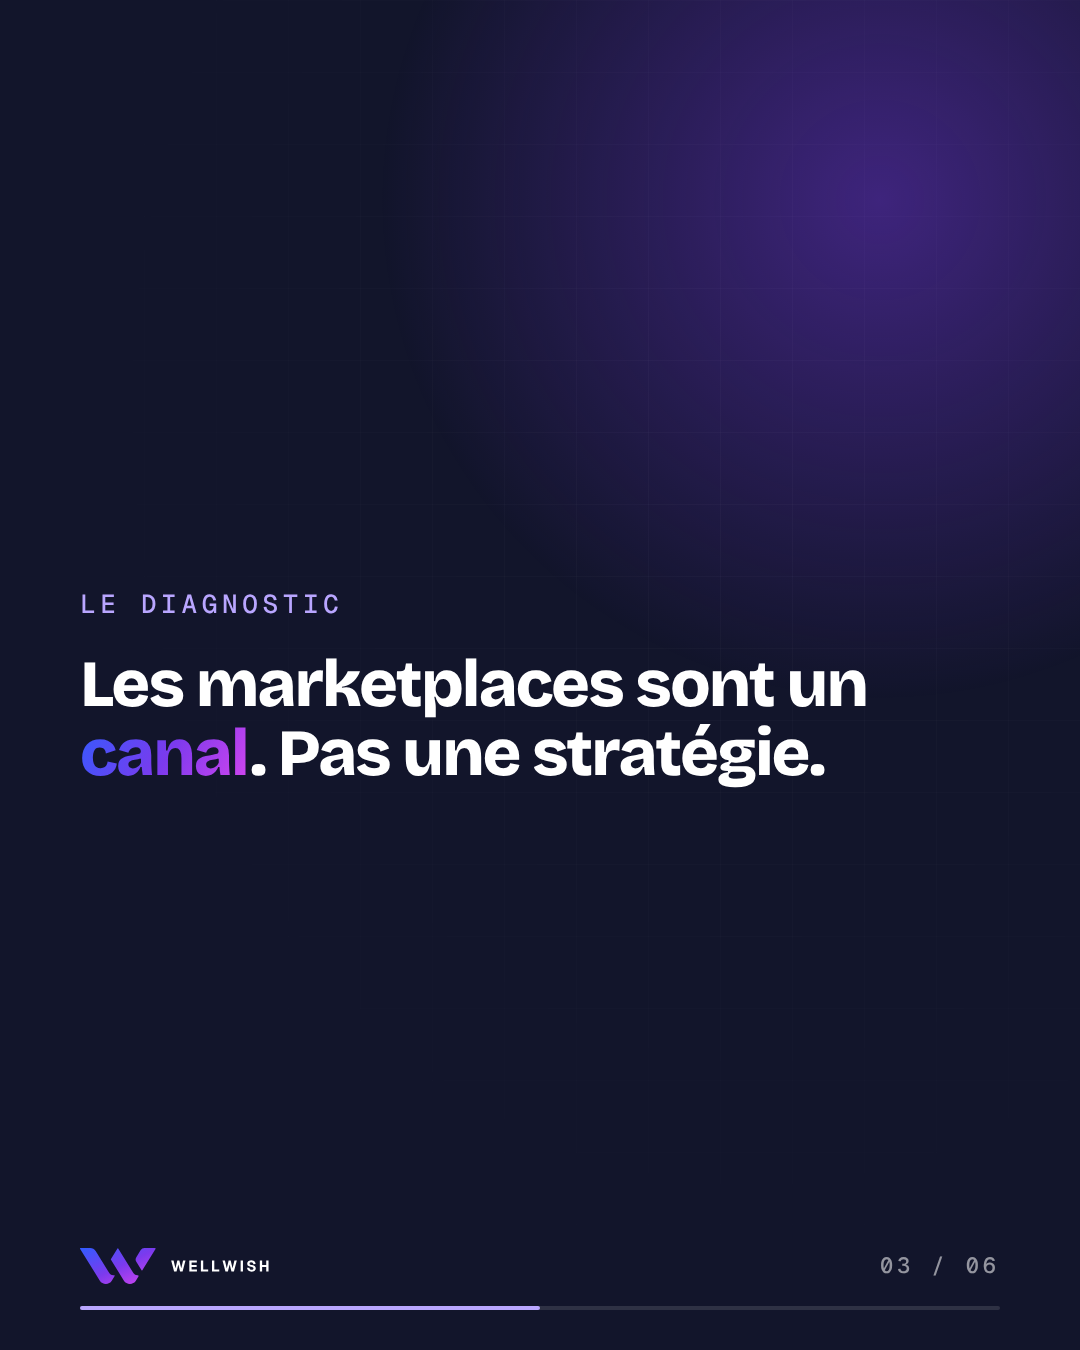 LE DIAGNOSTIC
Les marketplaces sont un
canal. Pas une stratégie.
WELLWISH
03 / 06